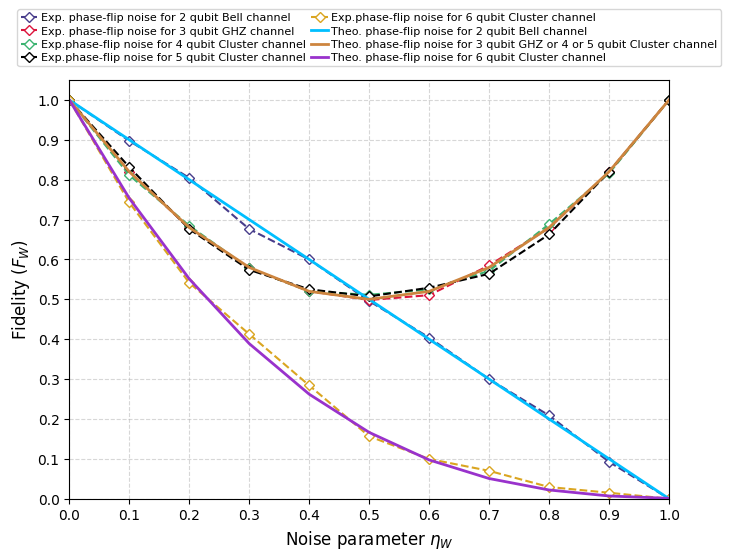 Exp. phase-flip noise for 2 qubit Bell channel
Exp. phase-flip noise for 3 qubit GHZ channel
Exp.phase-flip noise for 4 qubit Cluster channel
Exp.phase-flip noise for 5 qubit Cluster channel
Exp.phase-flip noise for 6 qubit Cluster channel
Theo. phase-flip noise for 2 qubit Bell channel
Theo. phase-flip noise for 3 qubit GHZ or 4 or 5 qubit Cluster channel
Theo. phase-flip noise for 6 qubit Cluster channel
Fidelity (F_W)
1.0
0.9
0.8
0.7
0.6
0.5
0.4
0.3
0.2
0.1
0.0
0.0 0.1 0.2 0.3 0.4 0.5 0.6 0.7 0.8 0.9 1.0
Noise parameter η_W